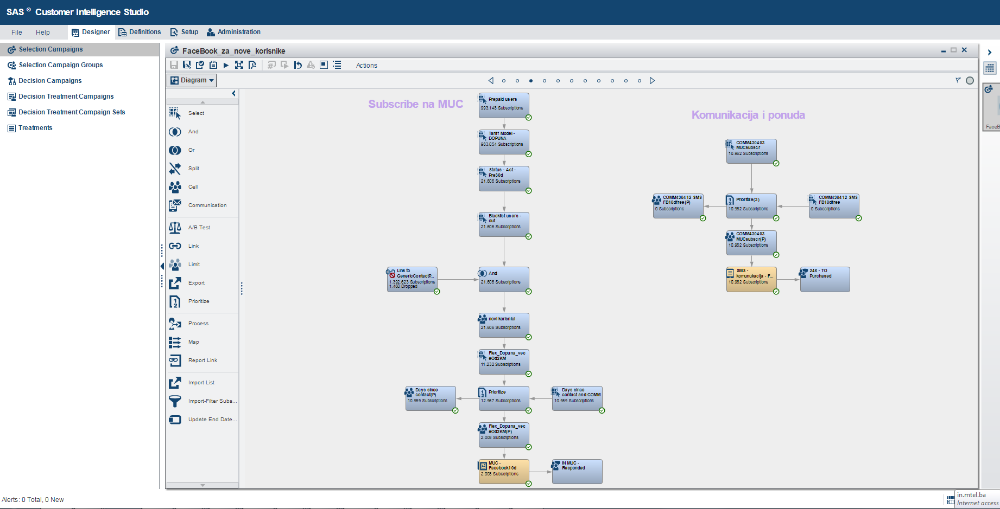 SAS® Customer Intelligence Studio
File Help Designer Definitions Setup Administration
Selection Campaigns
Selection Campaign Groups
Decision Campaigns
Decision Treatment Campaigns
Decision Treatment Campaign Sets
Treatments
FaceBook_za_nove_korisnike
Actions
Diagram
Select
And
Or
Split
Cell
Communication
A/B Test
Link
Limit
Export
Prioritize
Process
Map
Report Link
Import List
Import-Filter Subs...
Update End Date...
Subscribe na MUC
Prepaid users
993.148 Subscriptions
Tariff Model -
DOPUNA
983.054 Subscriptions
Status - Act -
Pre30d
21.606 Subscriptions
Blacklist users -
out
21.606 Subscriptions
Link to
GenericContactP...
1.392.623 Subscriptions
1.460 Dropped
And
21.606 Subscriptions
novi korisnici
21.606 Subscriptions
Flex_Dopuna_vec
eOd2KM
11.232 Subscriptions
Days since
contact(P)
10.959 Subscriptions
Prioritize
12.967 Subscriptions
Days since
contact and COMM
10.959 Subscriptions
Flex_Dopuna_vec
eOd2KM(P)
2.008 Subscriptions
MUC -
Facebook10d
2.008 Subscriptions
IN MUC -
Responded
Komunikacija i ponuda
COMM430403
MUCsubscr
10.962 Subscriptions
COMM430412 SMS
FB10dfree(P)
0 Subscriptions
Prioritize(3)
10.962 Subscriptions
COMM430412 SMS
FB10dfree
0 Subscriptions
COMM430403
MUCsubscr(P)
10.962 Subscriptions
SMS -
komunukacija - F...
10.962 Subscriptions
246 - TO
Purchased
FaceB
Alerts: 0 Total, 0 New
in.mtel.ba
Internet access